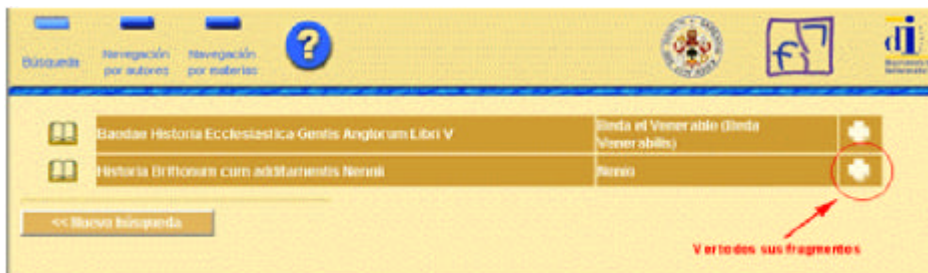 Búsqueda
Navegación por autores
Navegación por materias
?
Baedae Historia Ecclesiastica Gentis Anglorum Libri V
Beda el Venerable (Beda Venerabilis)
Historia Brittonum cum additamentis Nennii
Nenio
<< Nueva búsqueda
Ver todos sus fragmentos